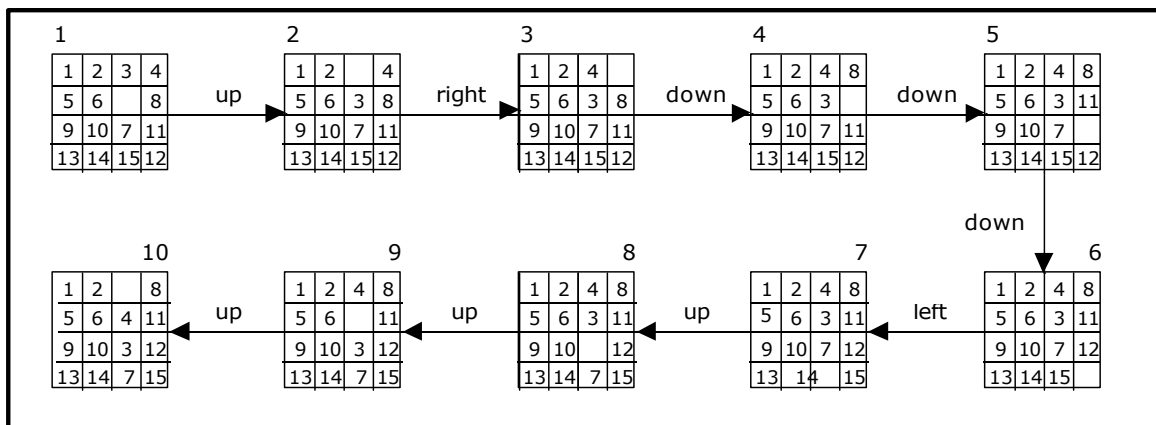 1 2 3 4 5
1 2 3 4 1 2 4 1 2 4 1 2 4 8 1 2 4 8
5 6 8 up 5 6 3 8 right 5 6 3 8 down 5 6 3 down 5 6 3 11
9 10 7 11 9 10 7 11 9 10 7 11 9 10 7 11 9 10 7
13 14 15 12 13 14 15 12 13 14 15 12 13 14 15 12 13 14 15 12
down
10 9 8 7 6
1 2 8 1 2 4 8 1 2 4 8 1 2 4 8 1 2 4 8
5 6 4 11 up 5 6 11 up 5 6 3 11 up 5 6 3 11 left 5 6 3 11
9 10 3 12 9 10 3 12 9 10 12 9 10 7 12 9 10 7 12
13 14 7 15 13 14 7 15 13 14 7 15 13 14 15 13 14 15